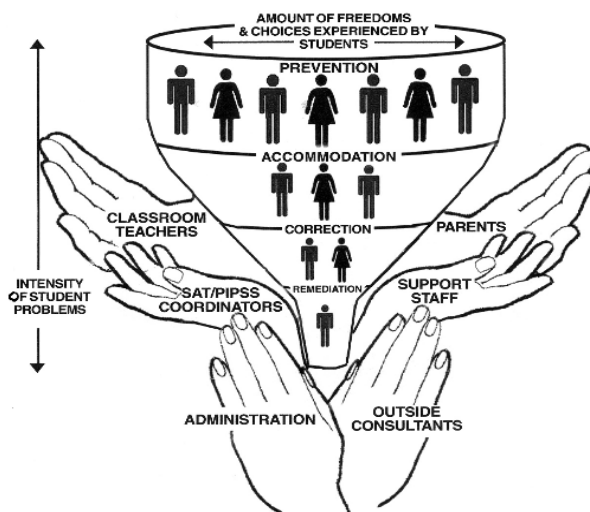 AMOUNT OF FREEDOMS
& CHOICES EXPERIENCED BY
STUDENTS
PREVENTION
ACCOMMODATION
CLASSROOM
TEACHERS
CORRECTION
PARENTS
INTENSITY
OF STUDENT
PROBLEMS
SAT/PIPSS
COORDINATORS
REMEDIATION
SUPPORT
STAFF
ADMINISTRATION
OUTSIDE
CONSULTANTS